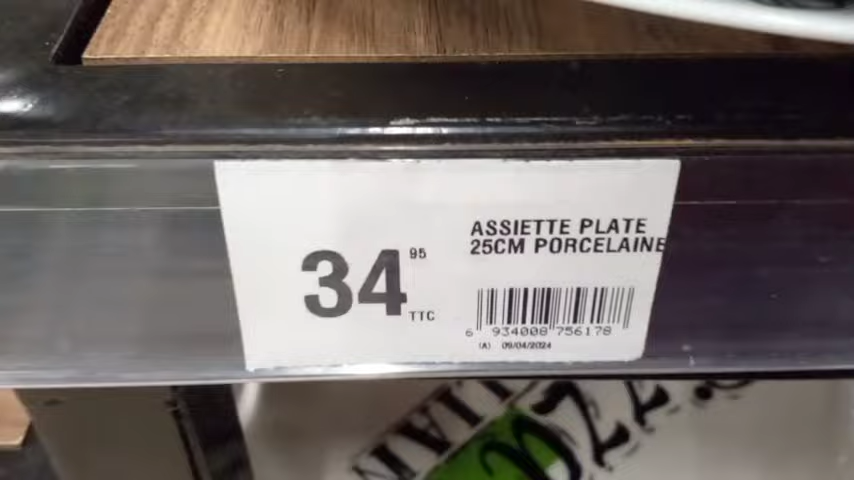 ASSIETTE PLATE
25CM PORCELAINE
34 95
TTC
6 934008 756178
(A) 09/04/2024